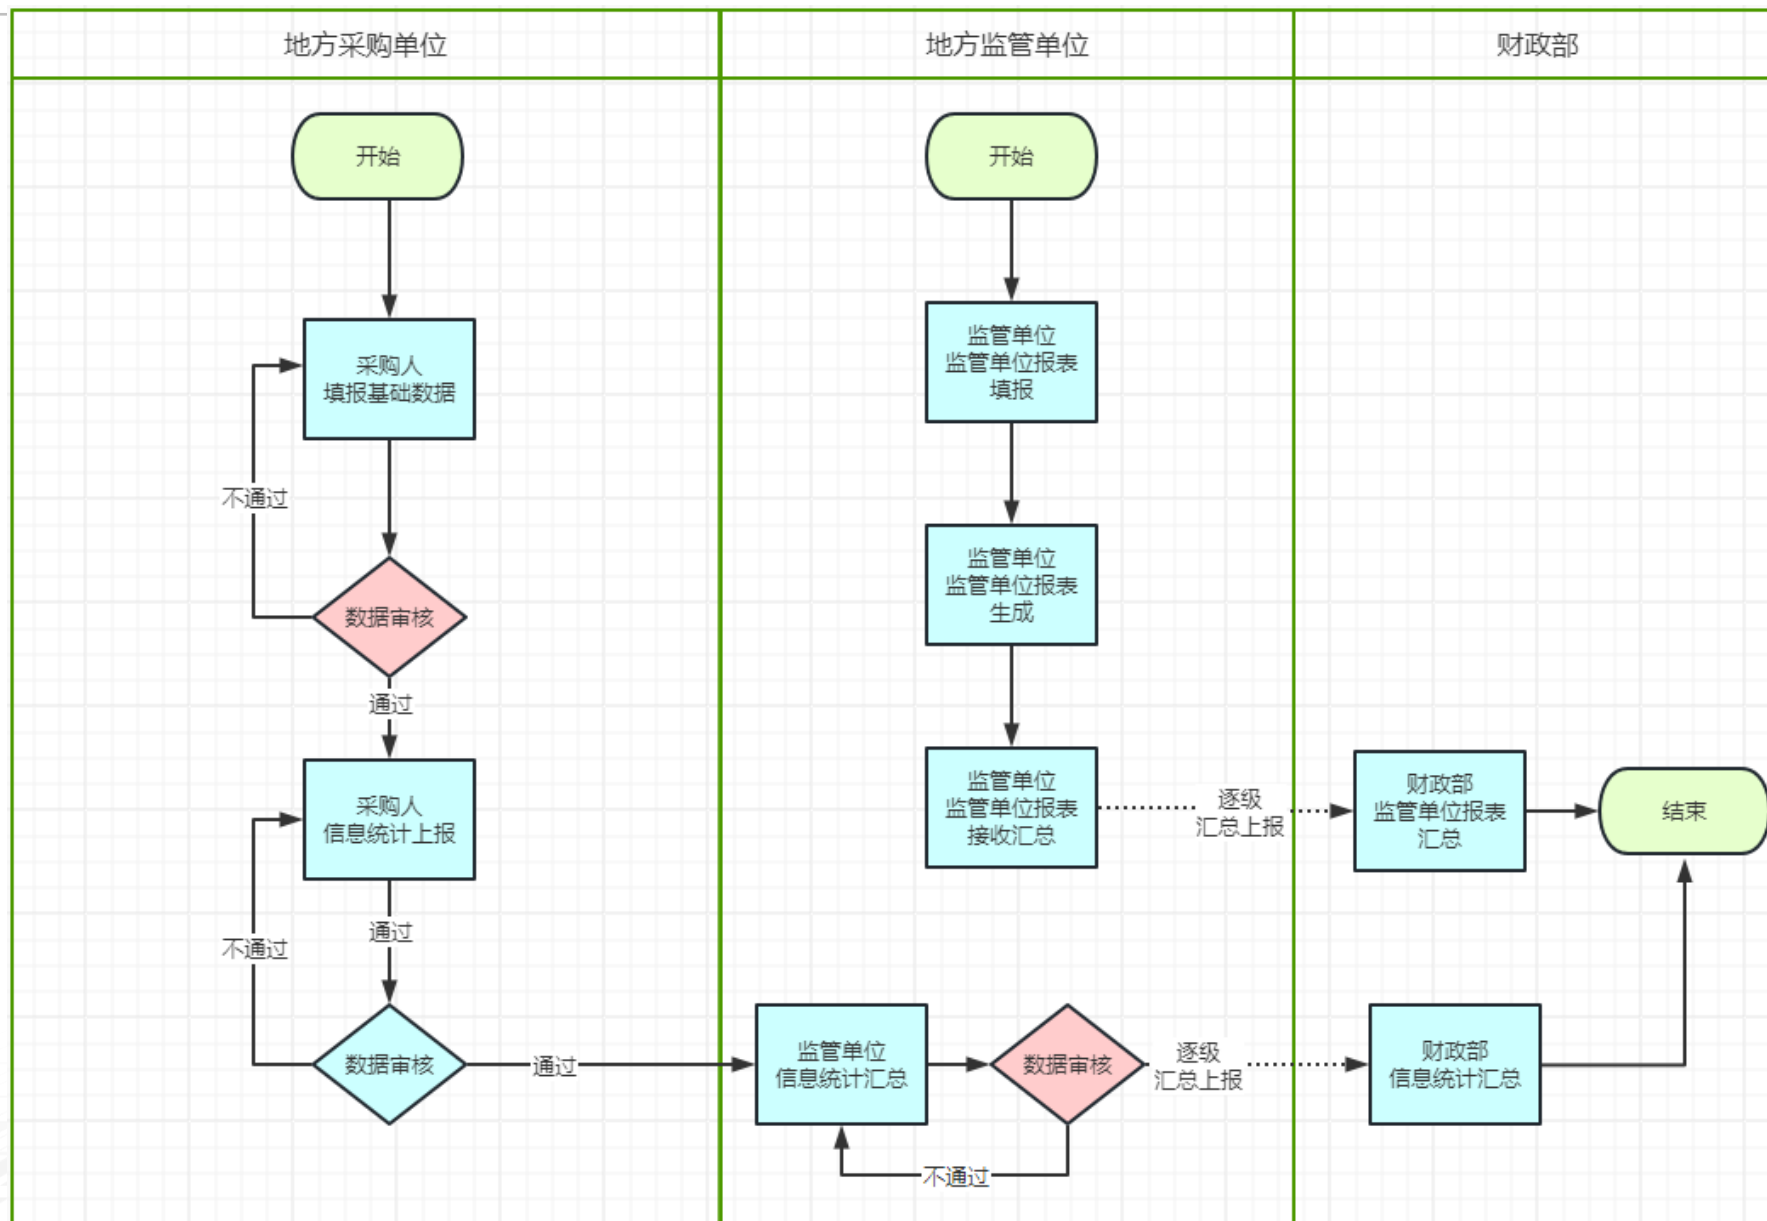 地方采购单位
地方监管单位
财政部
开始
采购人
填报基础数据
不通过
数据审核
通过
采购人
信息统计上报
通过
不通过
数据审核
通过
开始
监管单位
监管单位报表
填报
监管单位
监管单位报表
生成
监管单位
监管单位报表
接收汇总
逐级
汇总上报
监管单位
信息统计汇总
数据审核
不通过
逐级
汇总上报
财政部
监管单位报表
汇总
结束
财政部
信息统计汇总